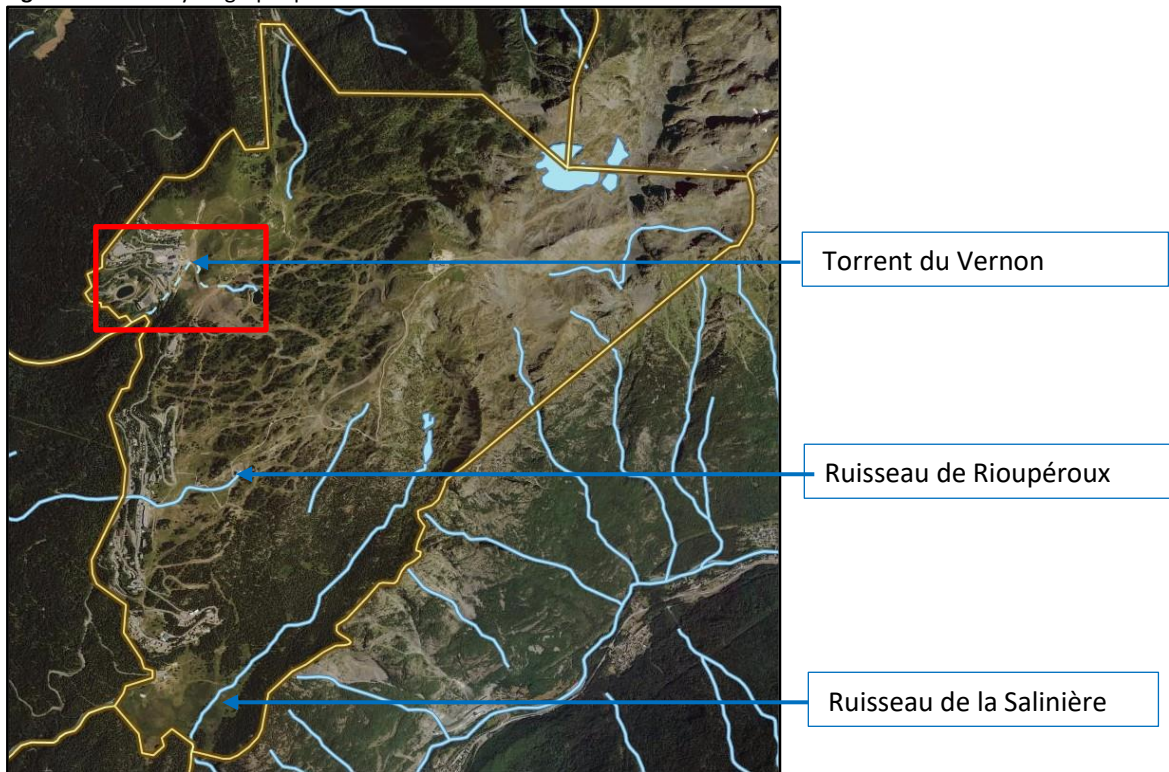 Torrent du Vernon
Ruisseau de Rioupéroux
Ruisseau de la Salinière